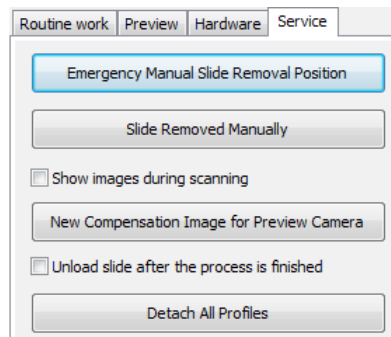 Routine work Preview Hardware Service
Emergency Manual Slide Removal Position
Slide Removed Manually
Show images during scanning
New Compensation Image for Preview Camera
Unload slide after the process is finished
Detach All Profiles